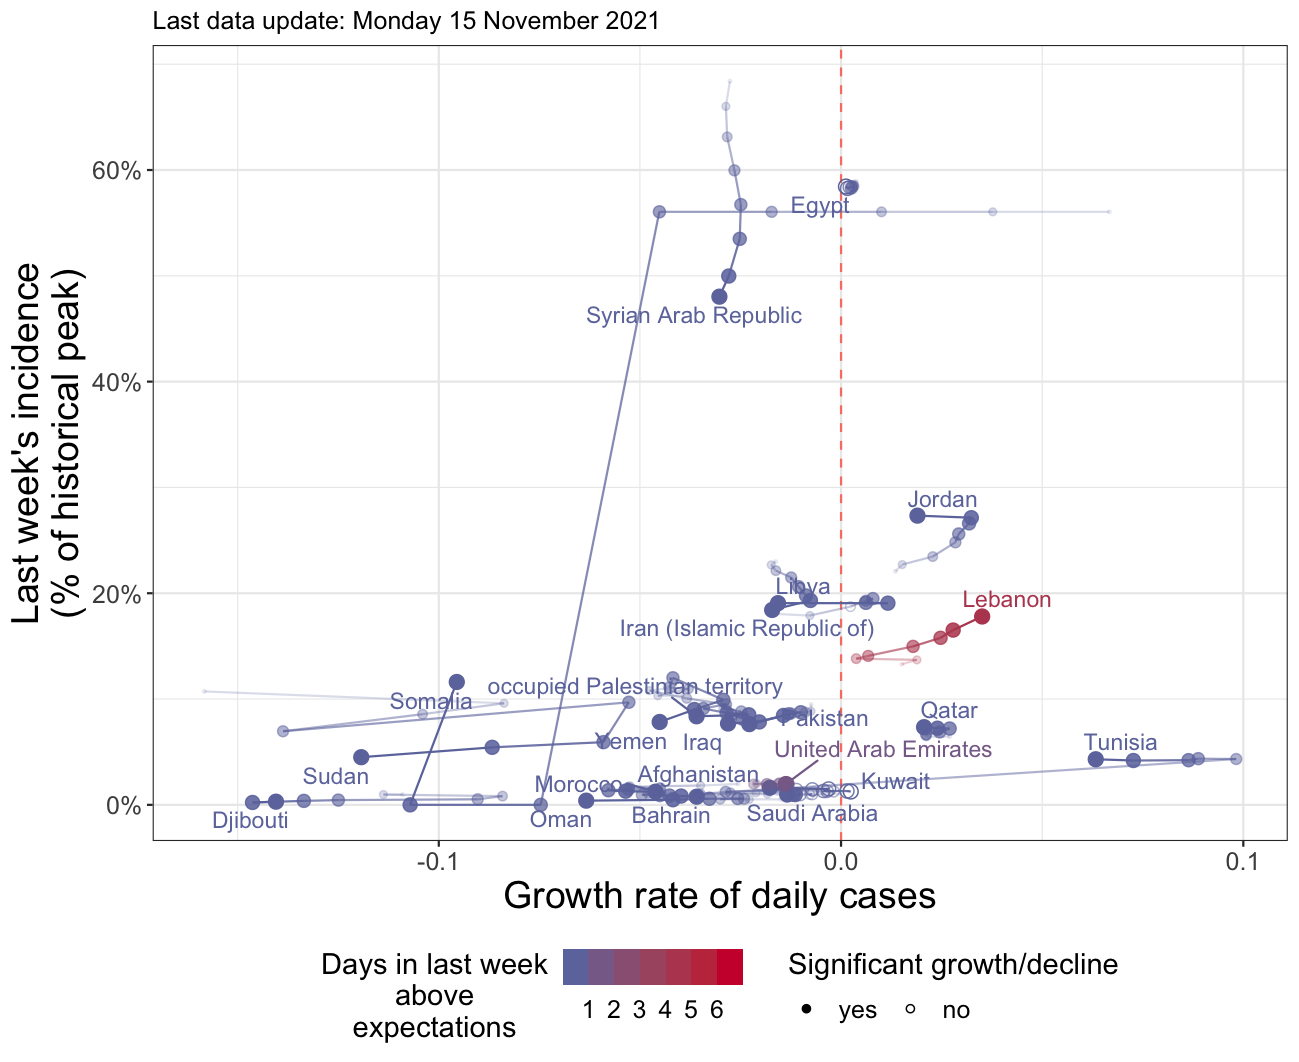 Last data update: Monday 15 November 2021
Last week's incidence
(% of historical peak)
60%
40%
20%
0%
Egypt
Syrian Arab Republic
Jordan
Libya
Lebanon
Iran (Islamic Republic of)
occupied Palestinian territory
Somalia
Qatar
Pakistan
Yemen
Iraq
Tunisia
United Arab Emirates
Sudan
Afghanistan
Morocco
Kuwait
Djibouti
Oman
Bahrain
Saudi Arabia
-0.1
0.0
0.1
Growth rate of daily cases
Days in last week
above
expectations
1 2 3 4 5 6
Significant growth/decline
yes
no